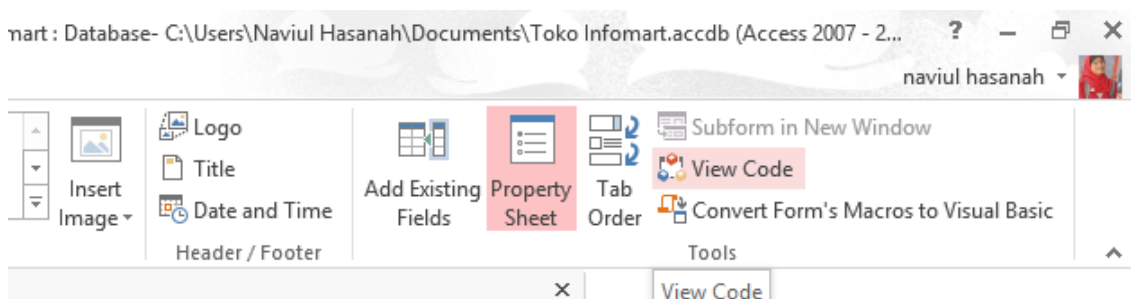 mart : Database- C:\Users\Naviul Hasanah\Documents\Toko Infomart.accdb (Access 2007 - 2... ?
naviul hasanah
Insert
Image
Logo
Title
Date and Time
Header / Footer
Add Existing
Fields
Property
Sheet
Tab
Order
Subform in New Window
View Code
Convert Form's Macros to Visual Basic
Tools
View Code